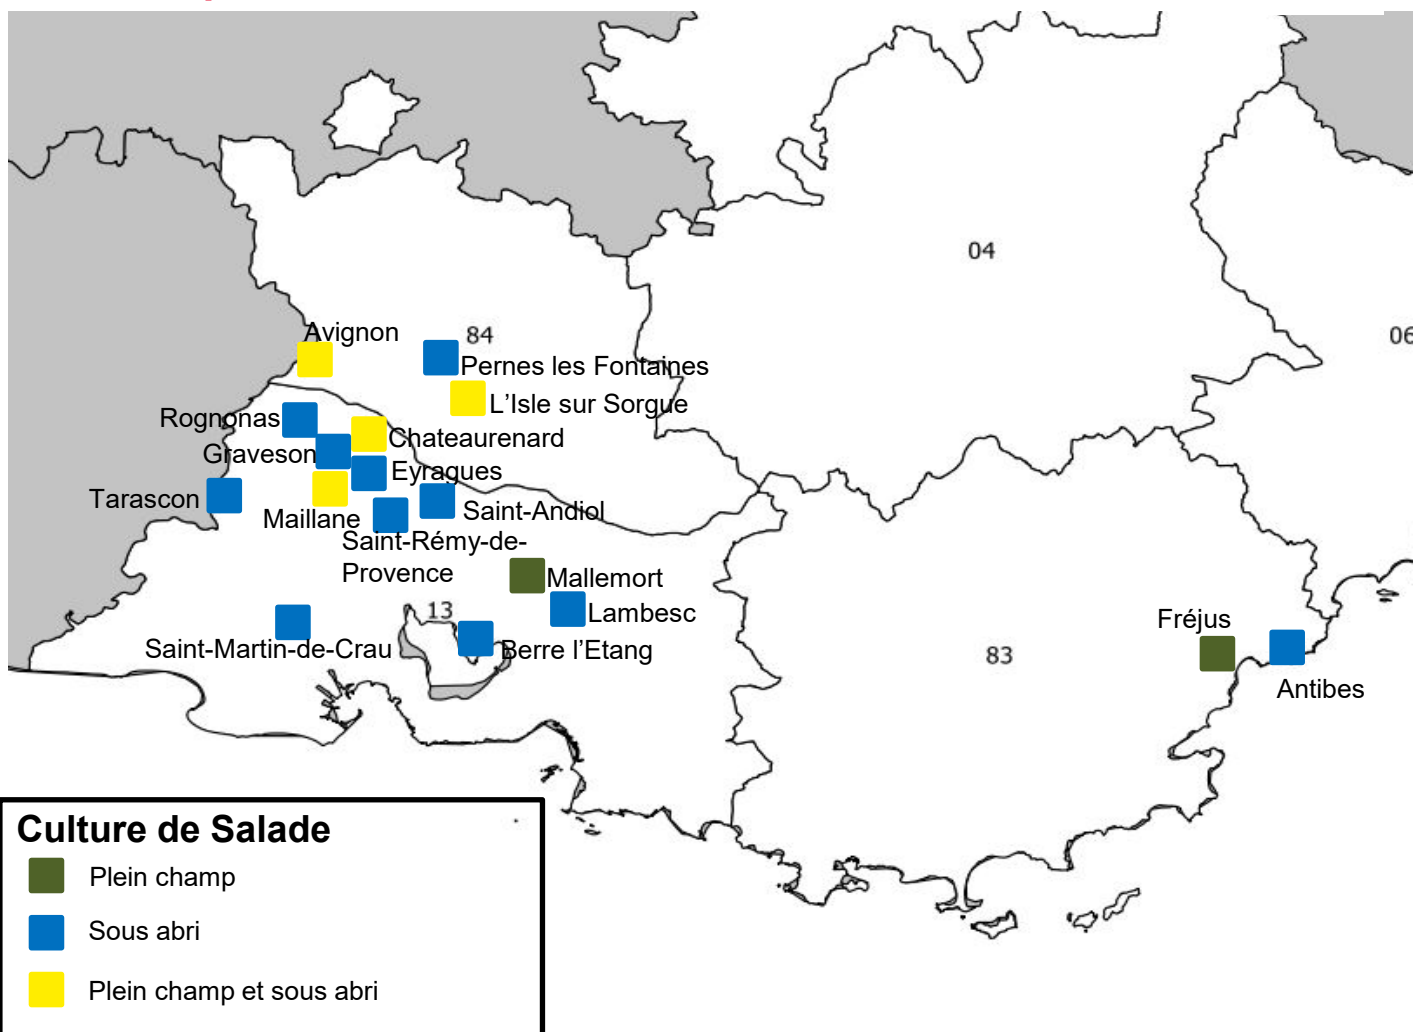 04
06
Avignon
84
Pernes les Fontaines
L'Isle sur Sorgue
Rognonas
Chateaurenard
Graveson
Eyragues
Tarascon
Maillane
Saint-Andiol
Saint-Rémy-de-
Provence
Mallemort
13
Lambesc
Fréjus
Saint-Martin-de-Crau
Berre l'Etang
83
Antibes
Culture de Salade
Plein champ
Sous abri
Plein champ et sous abri